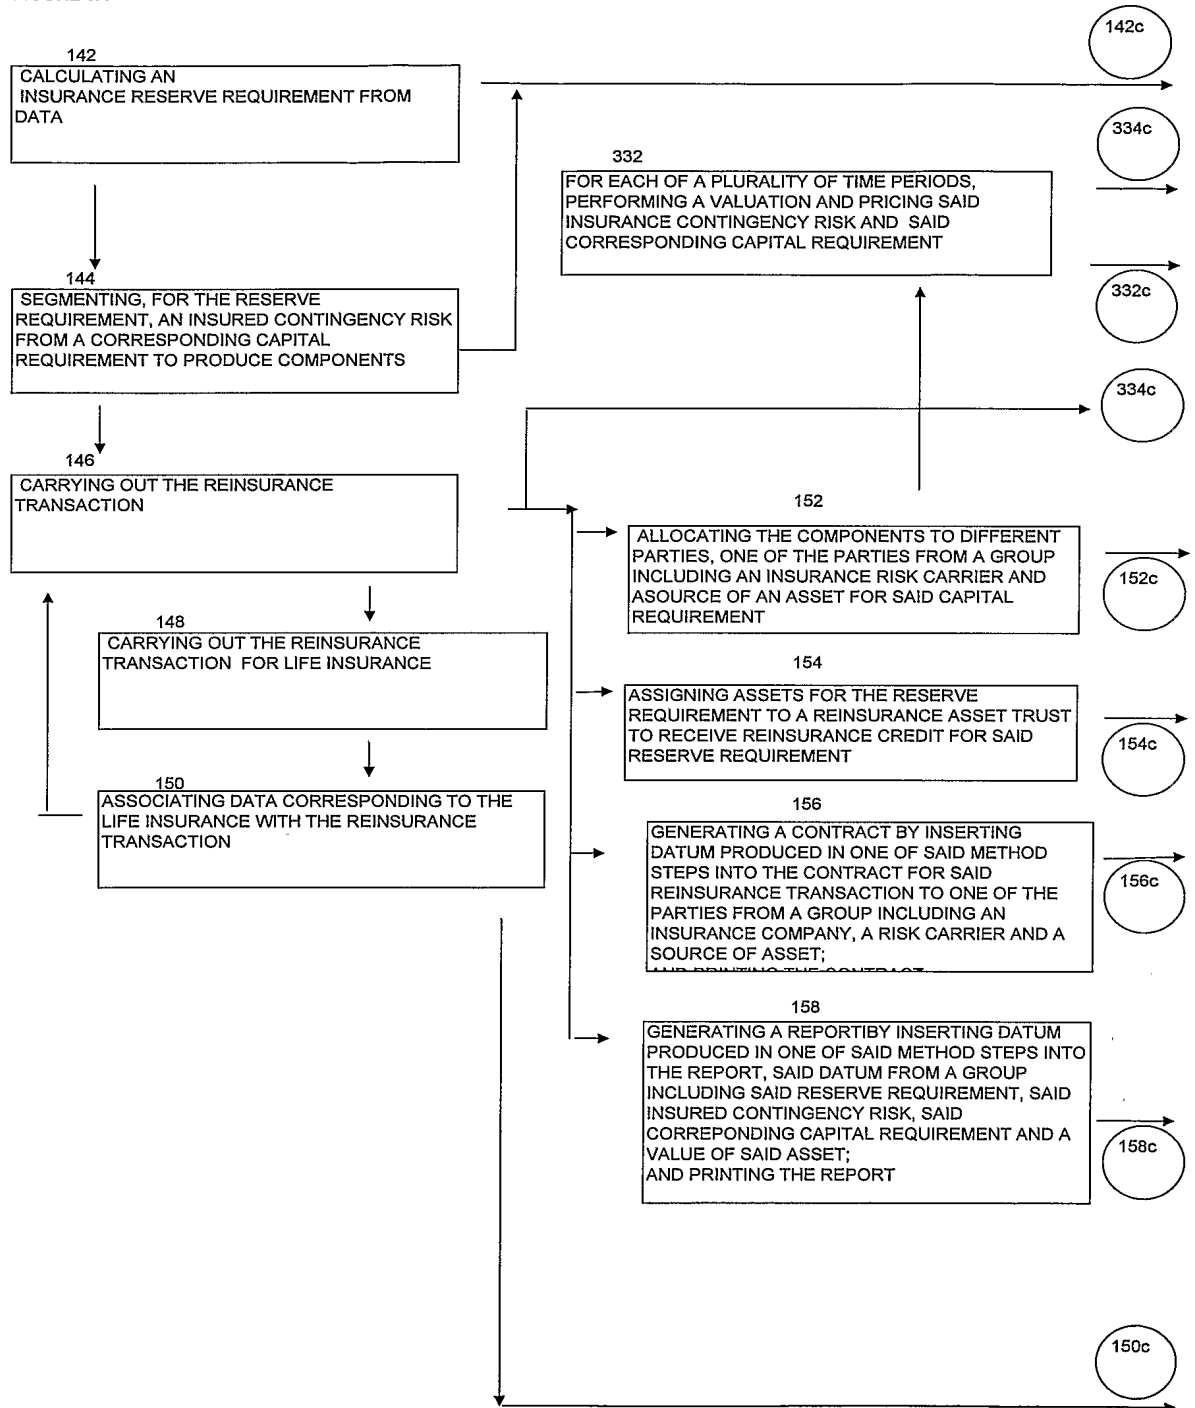 142
CALCULATING AN
INSURANCE RESERVE REQUIREMENT FROM
DATA
142c
334c
332
FOR EACH OF A PLURALITY OF TIME PERIODS,
PERFORMING A VALUATION AND PRICING SAID
INSURANCE CONTINGENCY RISK AND SAID
CORRESPONDING CAPITAL REQUIREMENT
332c
144
SEGMENTING, FOR THE RESERVE
REQUIREMENT, AN INSURED CONTINGENCY RISK
FROM A CORRESPONDING CAPITAL
REQUIREMENT TO PRODUCE COMPONENTS
334c
146
CARRYING OUT THE REINSURANCE
TRANSACTION
152
ALLOCATING THE COMPONENTS TO DIFFERENT
PARTIES, ONE OF THE PARTIES FROM A GROUP
INCLUDING AN INSURANCE RISK CARRIER AND
ASOURCE OF AN ASSET FOR SAID CAPITAL
REQUIREMENT
152c
148
CARRYING OUT THE REINSURANCE
TRANSACTION FOR LIFE INSURANCE
154
ASSIGNING ASSETS FOR THE RESERVE
REQUIREMENT TO A REINSURANCE ASSET TRUST
TO RECEIVE REINSURANCE CREDIT FOR SAID
RESERVE REQUIREMENT
154c
150
ASSOCIATING DATA CORRESPONDING TO THE
LIFE INSURANCE WITH THE REINSURANCE
TRANSACTION
156
GENERATING A CONTRACT BY INSERTING
DATUM PRODUCED IN ONE OF SAID METHOD
STEPS INTO THE CONTRACT FOR SAID
REINSURANCE TRANSACTION TO ONE OF THE
PARTIES FROM A GROUP INCLUDING AN
INSURANCE COMPANY, A RISK CARRIER AND A
SOURCE OF ASSET;
AND PRINTING THE CONTRACT
156c
158
GENERATING A REPORTIBY INSERTING DATUM
PRODUCED IN ONE OF SAID METHOD STEPS INTO
THE REPORT, SAID DATUM FROM A GROUP
INCLUDING SAID RESERVE REQUIREMENT, SAID
INSURED CONTINGENCY RISK, SAID
CORREPONDING CAPITAL REQUIREMENT AND A
VALUE OF SAID ASSET;
AND PRINTING THE REPORT
158c
150c